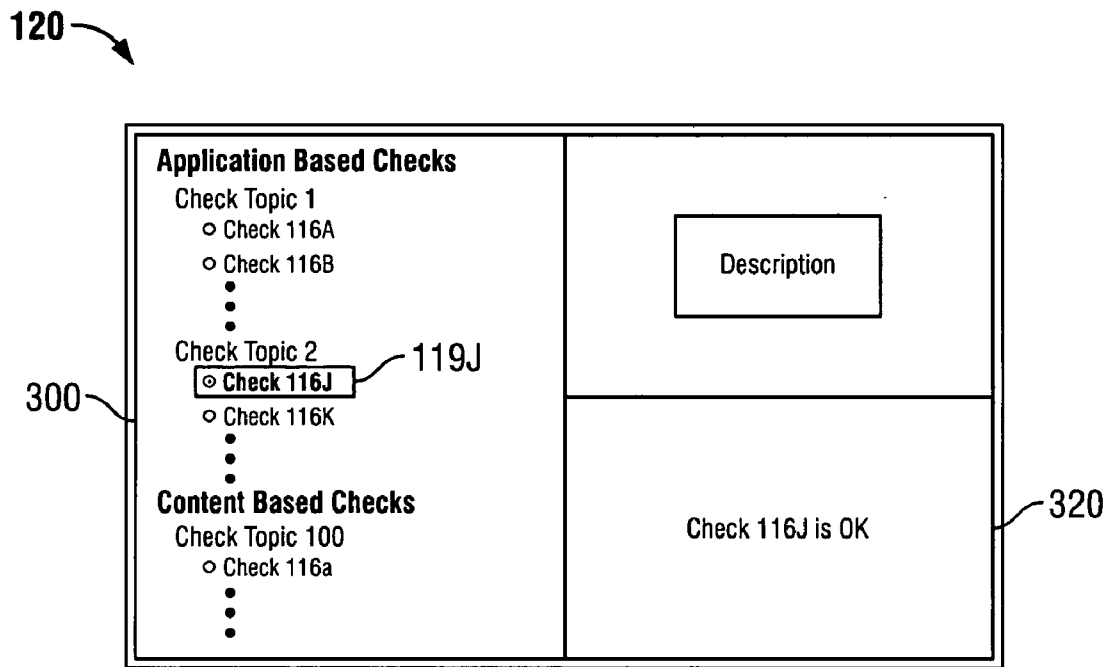 120
Application Based Checks
Check Topic 1
Check 116A
Check 116B
Check Topic 2
Check 116J
119J
Check 116K
300
Content Based Checks
Check Topic 100
Check 116a
Description
Check 116J is OK
320